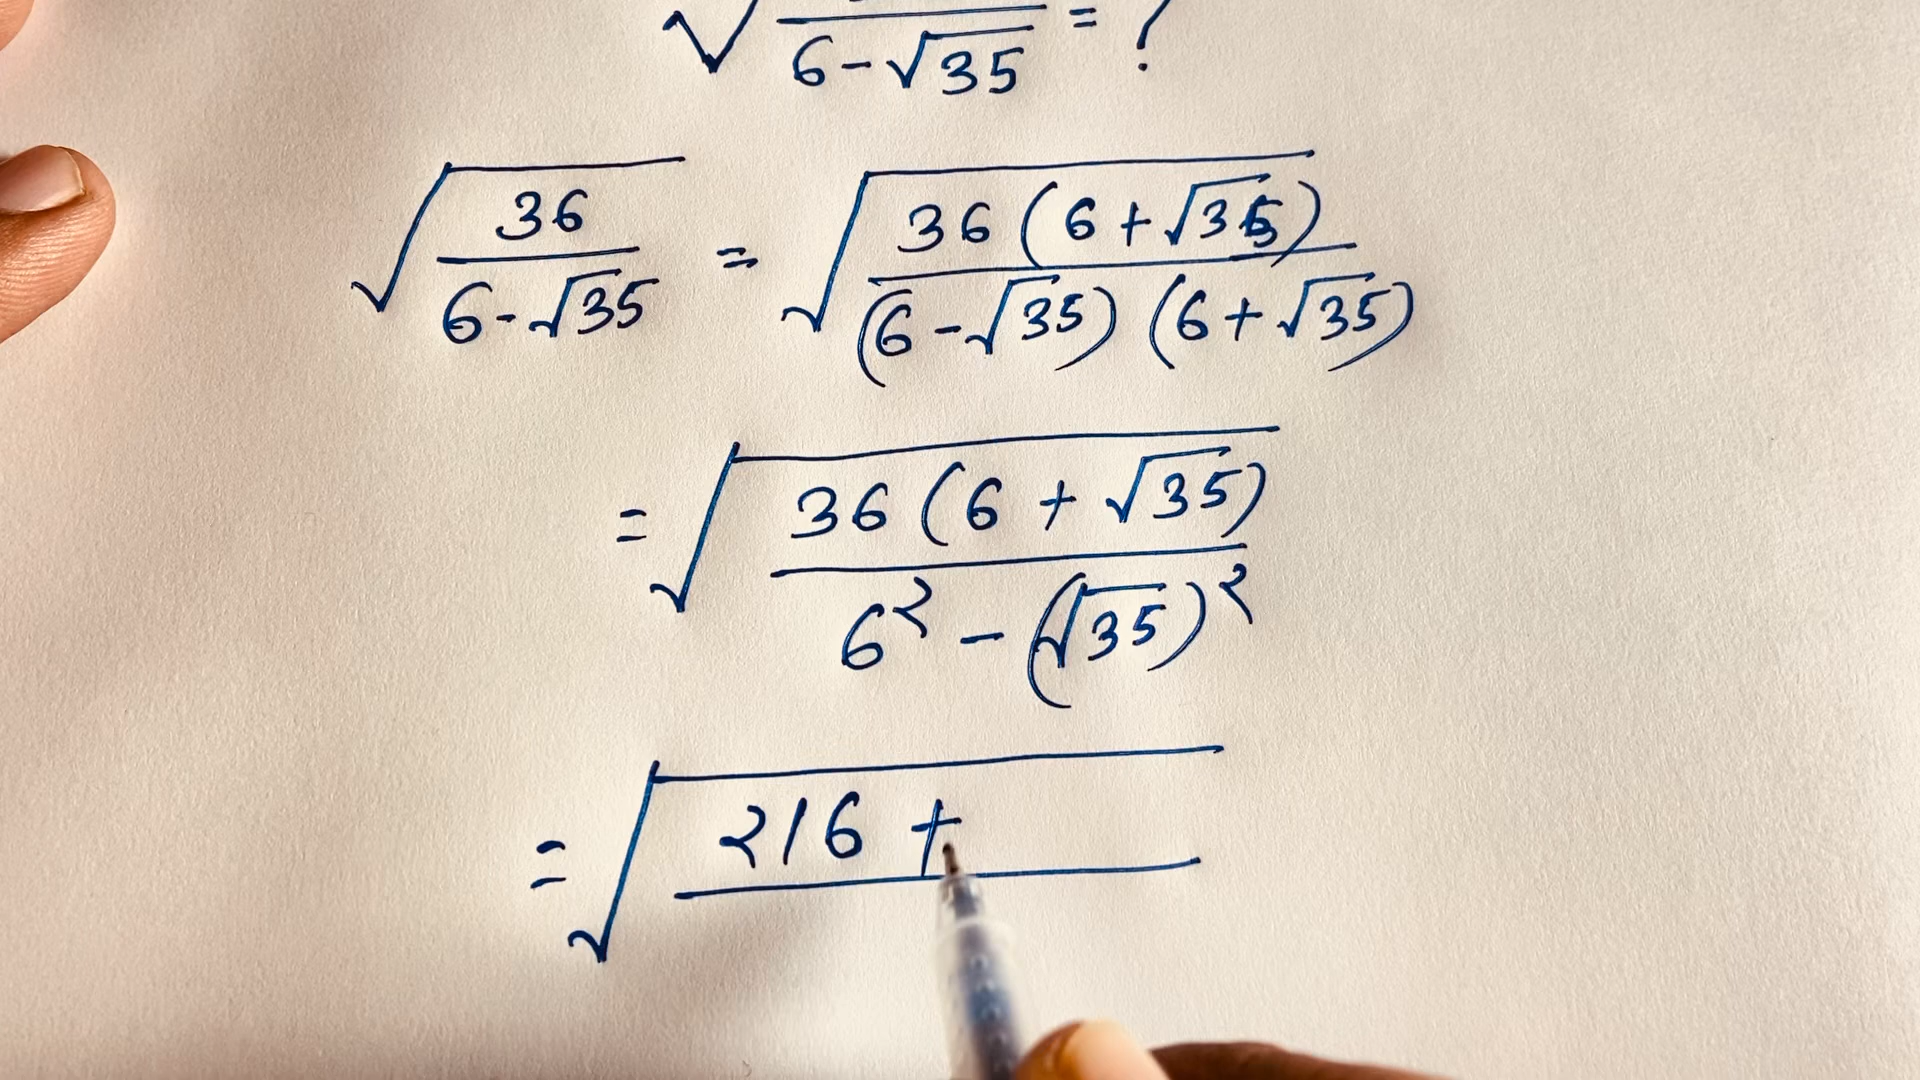 √(/(6-√35)) = ?
√(36/(6-√35)) = √(36(6+√35)/((6-√35)(6+√35)))
= √(36(6+√35)/(6²-(√35)²))
= √(216 +